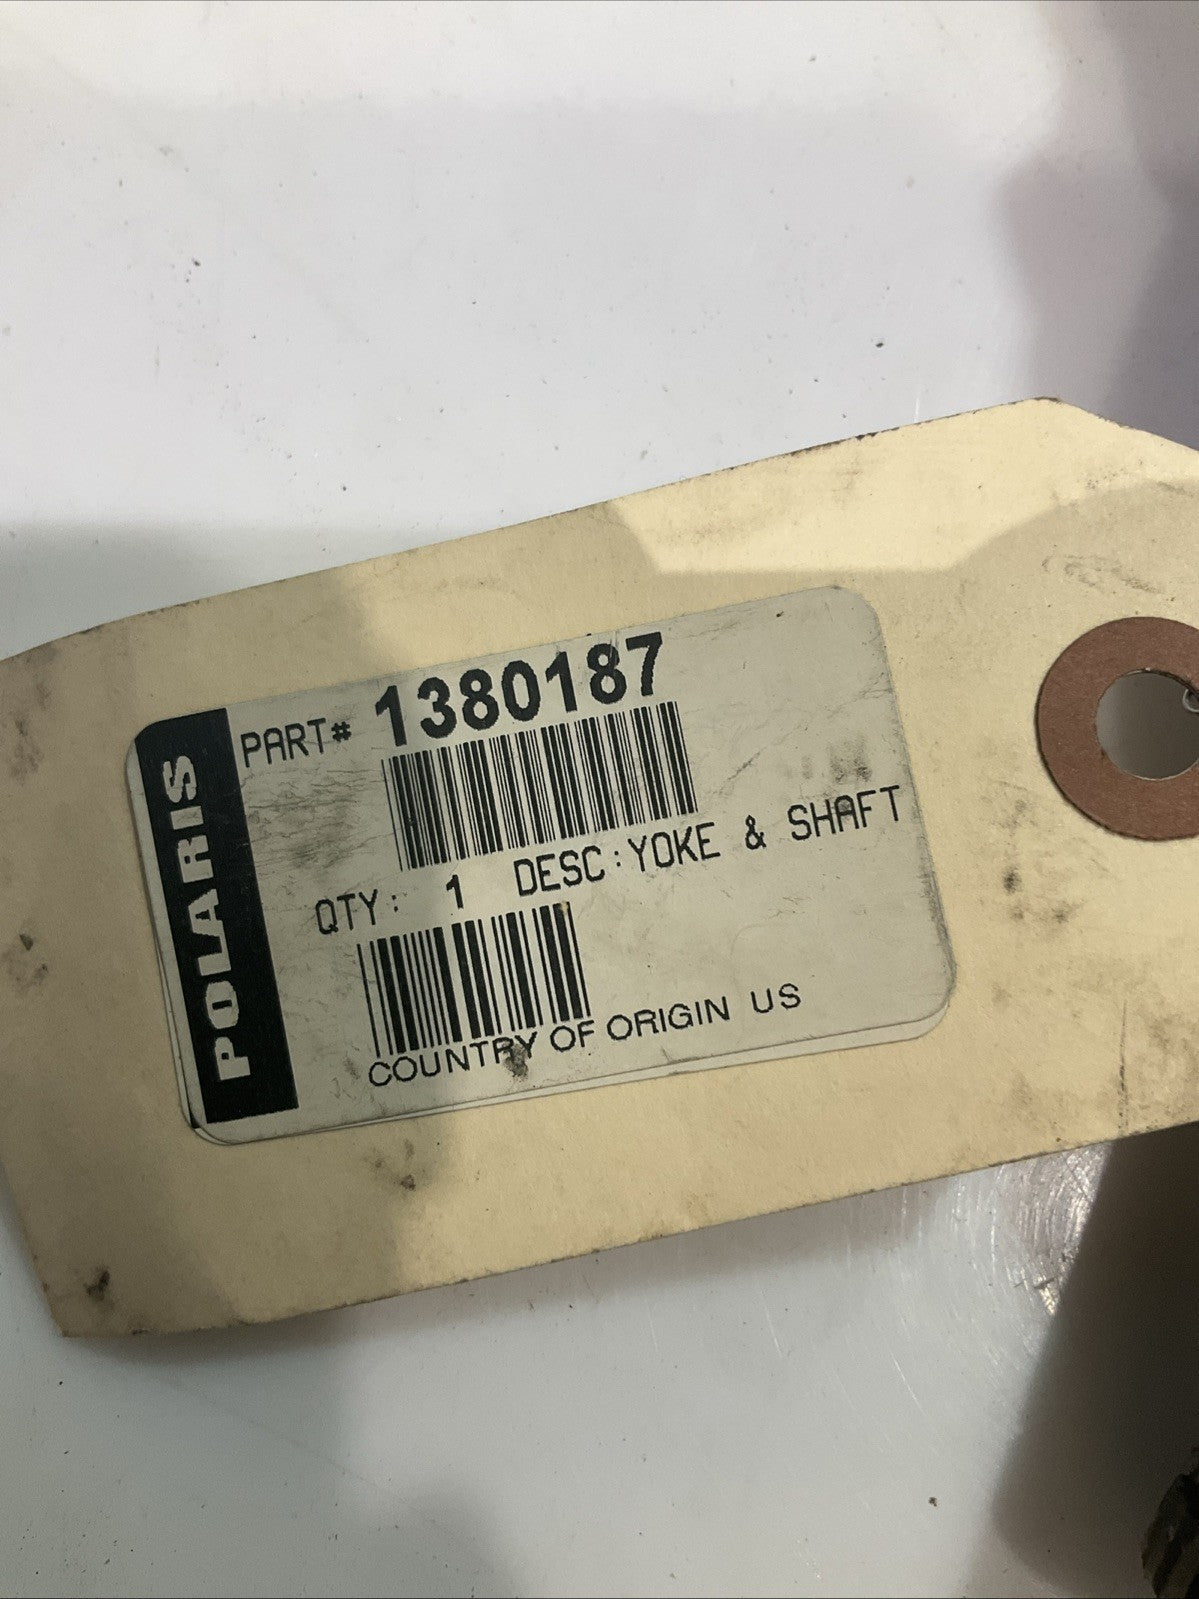 POLARIS
PART# 1380187
QTY: 1 DESC:YOKE & SHAFT
COUNTRY OF ORIGIN US